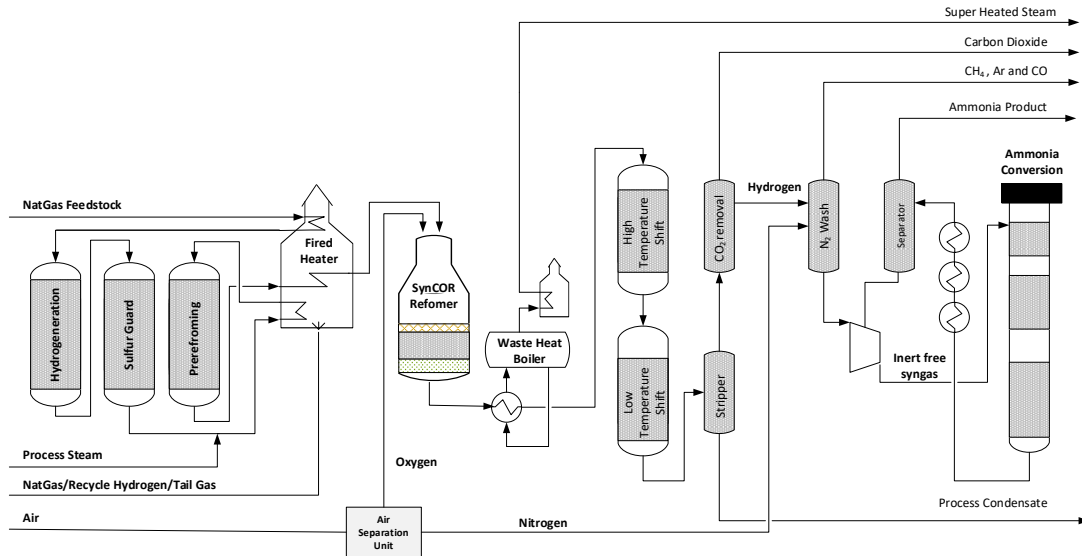 Super Heated Steam
Carbon Dioxide
CH₄ , Ar and CO
Ammonia Product
Ammonia
Conversion
NatGas Feedstock
Fired
Heater
Hydrogeneration
Sulfur Guard
Prerefroming
SynCOR
Refomer
Waste Heat
Boiler
High
Temperature
Shift
Low
Temperature
Shift
CO₂ removal
Stripper
Hydrogen
N₂ Wash
Separator
Inert free
syngas
Process Steam
Oxygen
NatGas/Recycle Hydrogen/Tail Gas
Air
Air
Separation
Unit
Nitrogen
Process Condensate